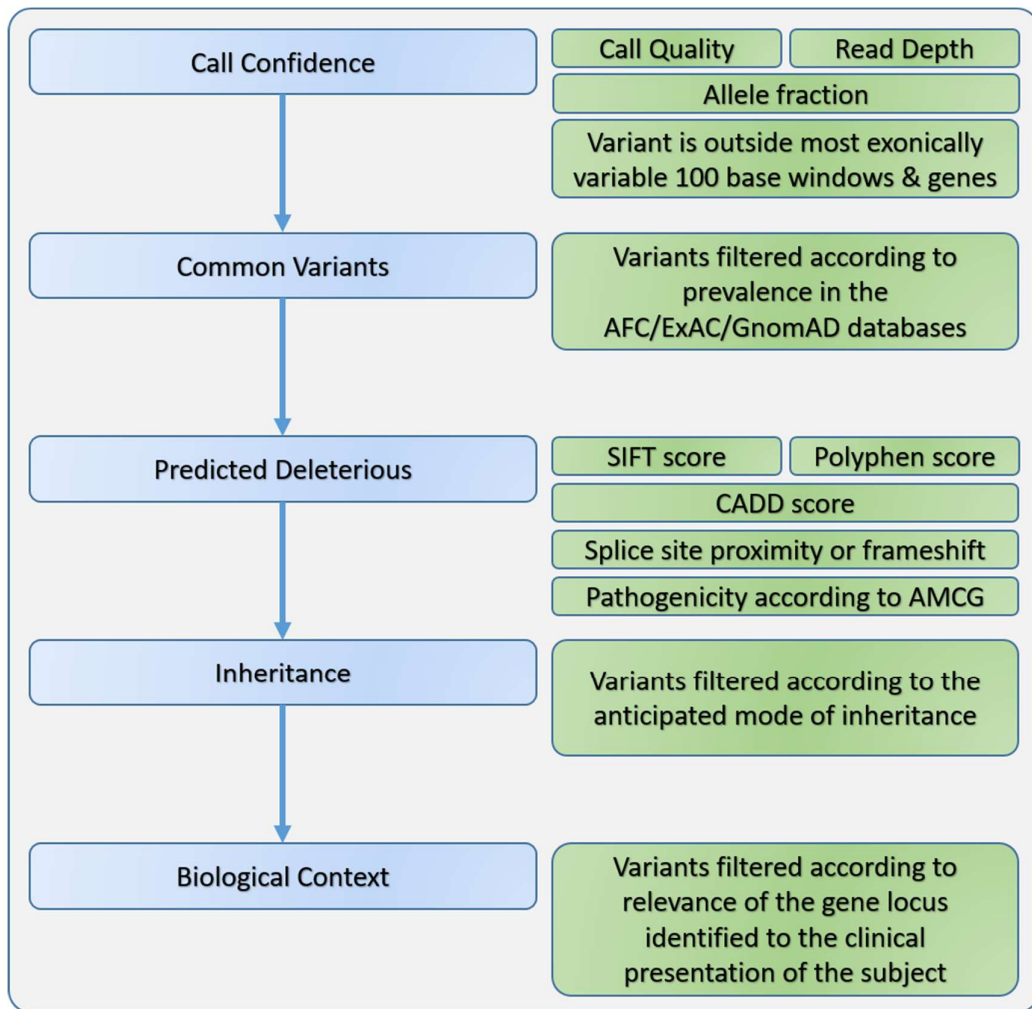 Call Confidence
Call Quality
Read Depth
Allele fraction
Variant is outside most exonically
variable 100 base windows & genes
Common Variants
Variants filtered according to
prevalence in the
AFC/ExAC/GnomAD databases
Predicted Deleterious
SIFT score
Polyphen score
CADD score
Splice site proximity or frameshift
Pathogenicity according to AMCG
Inheritance
Variants filtered according to the
anticipated mode of inheritance
Biological Context
Variants filtered according to
relevance of the gene locus
identified to the clinical
presentation of the subject